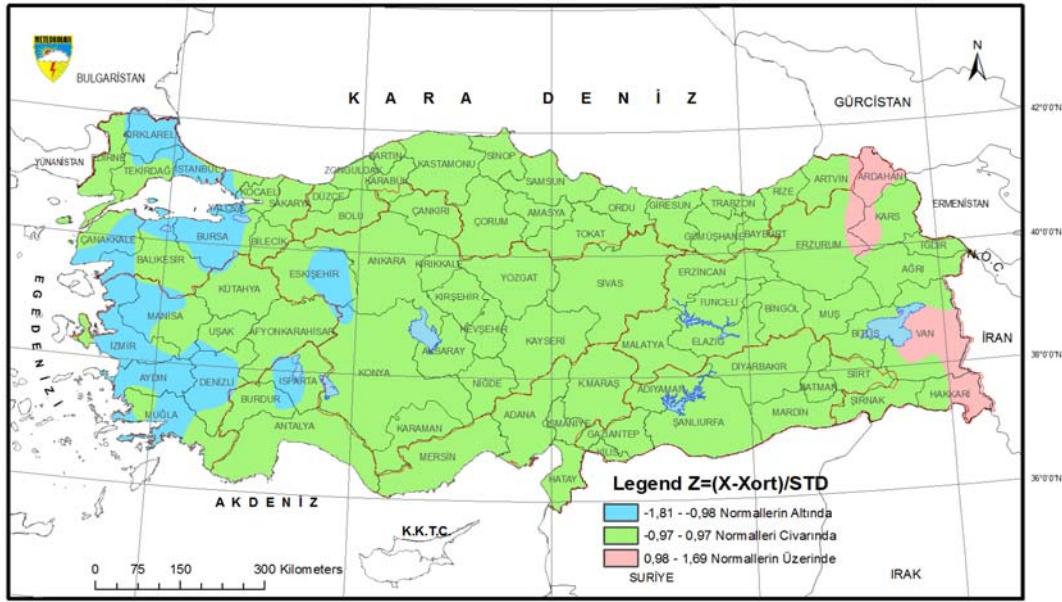 METEOROLOJİ
BULGARİSTAN
K A R A D E N İ Z
N
GÜRCİSTAN
42°0'0"N
YUNANİSTAN
KIRKLARELİ
EDİRNE
TEKİRDAĞ
İSTANBUL
BARTIN
KASTAMONU
SİNOP
ZONGULDAK
KARABÜK
SAMSUN
ARTVİN
ARDAHAN
KOCAELİ
SAKARYA
DÜZCE
YALOVA
BOLU
ÇANKIRI
ÇORUM
AMASYA
ORDU
GİRESUN
TRABZON
RİZE
KARS
ERMENİSTAN
TOKAT
GÜMÜŞHANE
BAYBURT
ERZURUM
IĞDIR
40°0'0"N
ÇANAKKALE
BALIKESİR
BURSA
BİLECİK
ESKİŞEHİR
ANKARA
KIRIKKALE
YOZGAT
SİVAS
ERZİNCAN
AĞRI
N.Ö.C.
E G E D E N İ Z İ
KÜTAHYA
MANİSA
UŞAK
AFYONKARAHİSAR
KIRŞEHİR
NEVŞEHİR
KAYSERİ
TUNCELİ
BİNGÖL
MUŞ
BİTLİS
VAN
İRAN
İZMİR
AKSARAY
MALATYA
ELAZIĞ
38°0'0"N
AYDIN
DENİZLİ
ISPARTA
BURDUR
KONYA
NİĞDE
K.MARAŞ
ADIYAMAN
DİYARBAKIR
BATMAN
SİİRT
ŞIRNAK
HAKKARİ
MUĞLA
ANTALYA
KARAMAN
MERSİN
ADANA
OSMANİYE
GAZİANTEP
KİLİS
ŞANLIURFA
MARDİN
HATAY
36°0'0"N
A K D E N İ Z
K.K.T.C.
Legend Z=(X-Xort)/STD
-1,81 - -0,98 Normallerin Altında
-0,97 - 0,97 Normalleri Civarında
0,98 - 1,69 Normallerin Üzerinde
SURİYE
IRAK
0 75 150 300 Kilometers